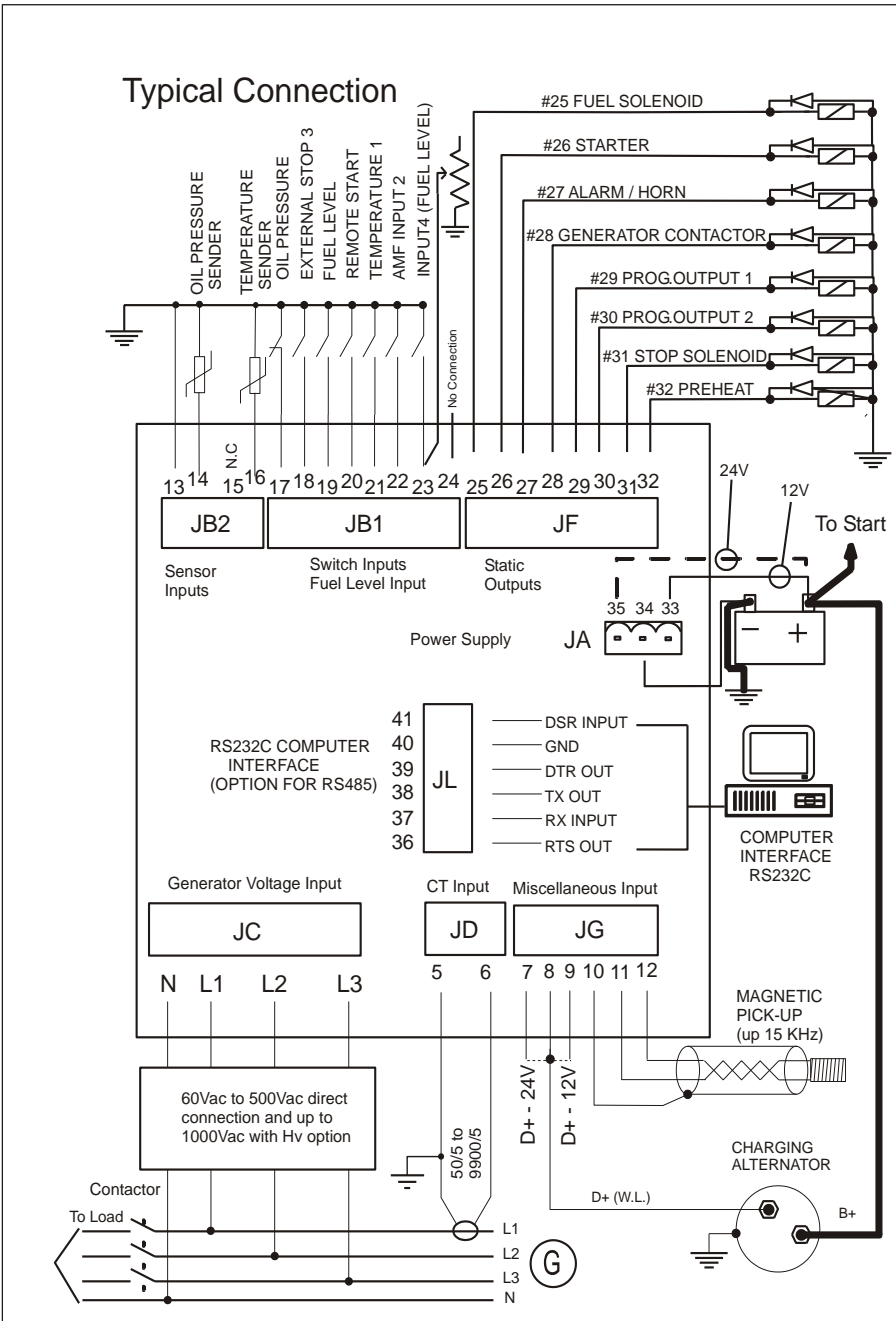 Typical Connection
OIL PRESSURE
SENDER
TEMPERATURE
SENDER
OIL PRESSURE
EXTERNAL STOP 3
FUEL LEVEL
REMOTE START
TEMPERATURE 1
AMF INPUT 2
INPUT4 (FUEL LEVEL)
#25 FUEL SOLENOID
#26 STARTER
#27 ALARM / HORN
#28 GENERATOR CONTACTOR
#29 PROG.OUTPUT 1
#30 PROG.OUTPUT 2
#31 STOP SOLENOID
#32 PREHEAT
No Connection
N.C
13 14 15 16 17 18 19 20 21 22 23 24 25 26 27 28 29 30 31 32
JB2 JB1 JF
Sensor
Inputs
Switch Inputs
Fuel Level Input
Static
Outputs
24V
12V
To Start
35 34 33
Power Supply JA
− +
41 DSR INPUT
40 GND
39 DTR OUT
38 TX OUT
37 RX INPUT
36 RTS OUT
RS232C COMPUTER
INTERFACE
(OPTION FOR RS485)
JL
COMPUTER
INTERFACE
RS232C
Generator Voltage Input
CT Input
Miscellaneous Input
JC JD JG
N L1 L2 L3
5 6 7 8 9 10 11 12
MAGNETIC
PICK-UP
(up 15 KHz)
60Vac to 500Vac direct
connection and up to
1000Vac with Hv option
50/5 to
9900/5
D+ - 24V
D+ - 12V
CHARGING
ALTERNATOR
D+ (W.L.)
B+
Contactor
To Load
L1
L2
L3
N
G